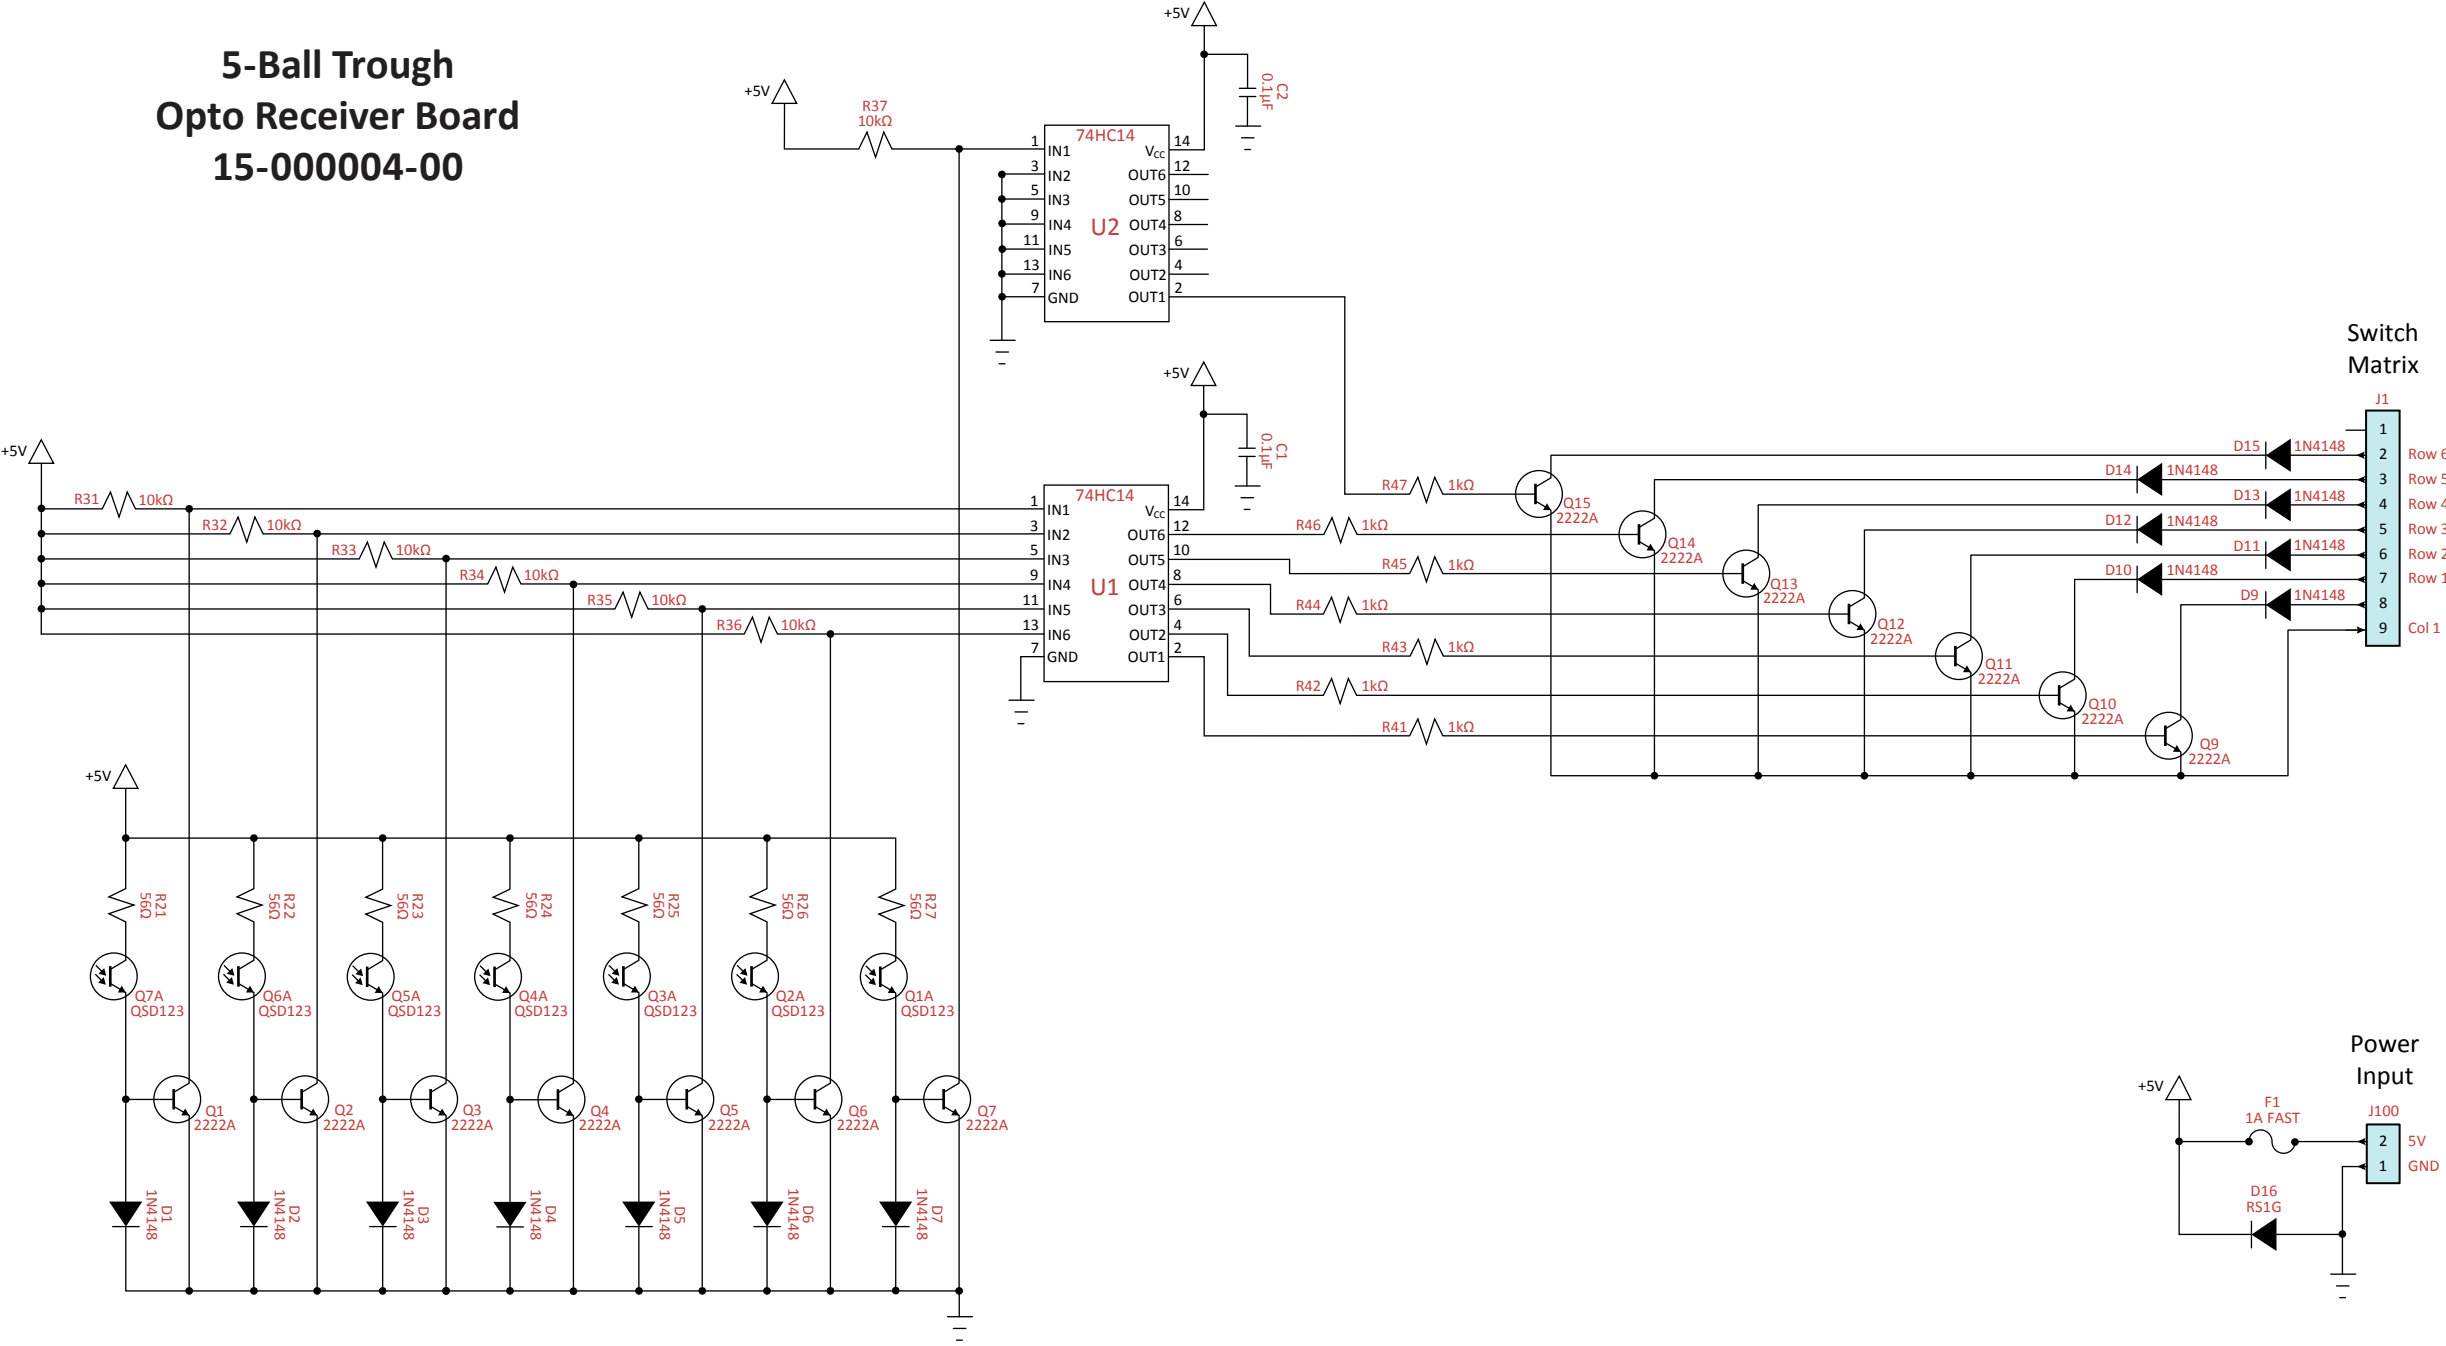 5-Ball Trough
Opto Receiver Board
15-000004-00
+5V
+5V
R37
10kΩ
C2
0.1µF
74HC14
U2
1 IN1
3 IN2
5 IN3
9 IN4
11 IN5
13 IN6
7 GND
VCC 14
OUT6 12
OUT5 10
OUT4 8
OUT3 6
OUT2 4
OUT1 2
+5V
C1
0.1µF
+5V
R31 10kΩ
R32 10kΩ
R33 10kΩ
R34 10kΩ
R35 10kΩ
R36 10kΩ
74HC14
U1
1 IN1
3 IN2
5 IN3
9 IN4
11 IN5
13 IN6
7 GND
VCC 14
OUT6 12
OUT5 10
OUT4 8
OUT3 6
OUT2 4
OUT1 2
R47 1kΩ
R46 1kΩ
R45 1kΩ
R44 1kΩ
R43 1kΩ
R42 1kΩ
R41 1kΩ
Q15
2222A
Q14
2222A
Q13
2222A
Q12
2222A
Q11
2222A
Q10
2222A
Q9
2222A
Switch
Matrix
J1
1
D15 1N4148 2 Row 6
D14 1N4148 3 Row 5
D13 1N4148 4 Row 4
D12 1N4148 5 Row 3
D11 1N4148 6 Row 2
D10 1N4148 7 Row 1
D9 1N4148 8
9 Col 1
+5V
R21
56Ω
R22
56Ω
R23
56Ω
R24
56Ω
R25
56Ω
R26
56Ω
R27
56Ω
Q7A
QSD123
Q6A
QSD123
Q5A
QSD123
Q4A
QSD123
Q3A
QSD123
Q2A
QSD123
Q1A
QSD123
Q1
2222A
Q2
2222A
Q3
2222A
Q4
2222A
Q5
2222A
Q6
2222A
Q7
2222A
D1
1N4148
D2
1N4148
D3
1N4148
D4
1N4148
D5
1N4148
D6
1N4148
D7
1N4148
Power
Input
+5V
F1
1A FAST
J100
2 5V
1 GND
D16
RS1G